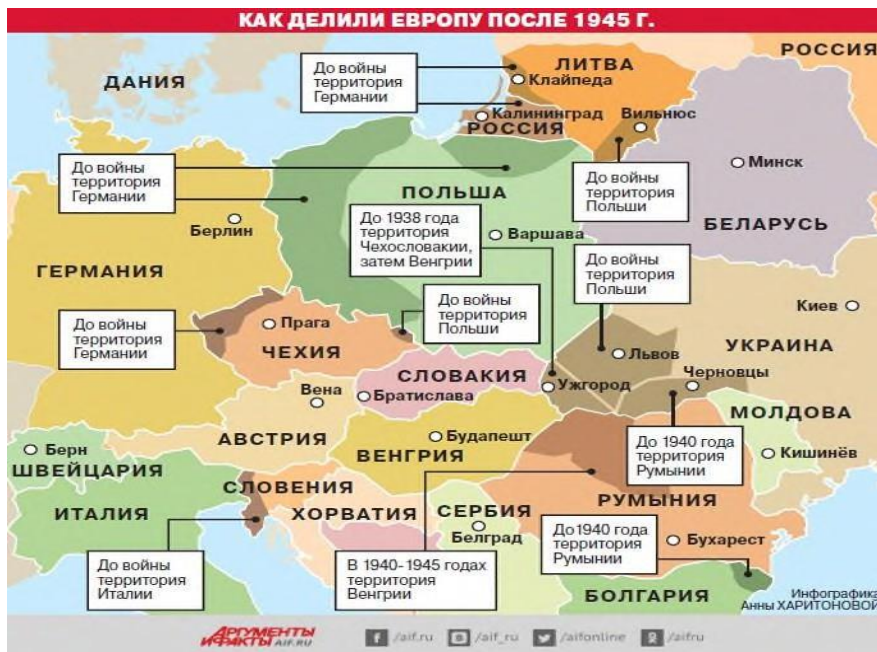 КАК ДЕЛИЛИ ЕВРОПУ ПОСЛЕ 1945 Г.
ДАНИЯ
До войны
территория
Германии
ЛИТВА
Клайпеда
РОССИЯ
Калининград
РОССИЯ
Вильнюс
Минск
До войны
территория
Германии
ПОЛЬША
До войны
территория
Польши
БЕЛАРУСЬ
Берлин
До 1938 года
территория
Чехословакии,
затем Венгрии
Варшава
ГЕРМАНИЯ
До войны
территория
Польши
Киев
До войны
территория
Германии
Прага
ЧЕХИЯ
До войны
территория
Польши
Львов
УКРАИНА
СЛОВАКИЯ
Ужгород
Черновцы
Вена
Братислава
МОЛДОВА
АВСТРИЯ
Будапешт
ВЕНГРИЯ
До 1940 года
территория
Румынии
Кишинёв
Берн
ШВЕЙЦАРИЯ
СЛОВЕНИЯ
РУМЫНИЯ
ИТАЛИЯ
ХОРВАТИЯ
СЕРБИЯ
Белград
До 1940 года
территория
Румынии
Бухарест
До войны
территория
Италии
В 1940-1945 годах
территория
Венгрии
БОЛГАРИЯ
Инфографика
Анны ХАРИТОНОВОЙ
АРГУМЕНТЫ
И ФАКТЫ AIF.RU
/aif.ru
/aif_ru
/aifonline
/aifru